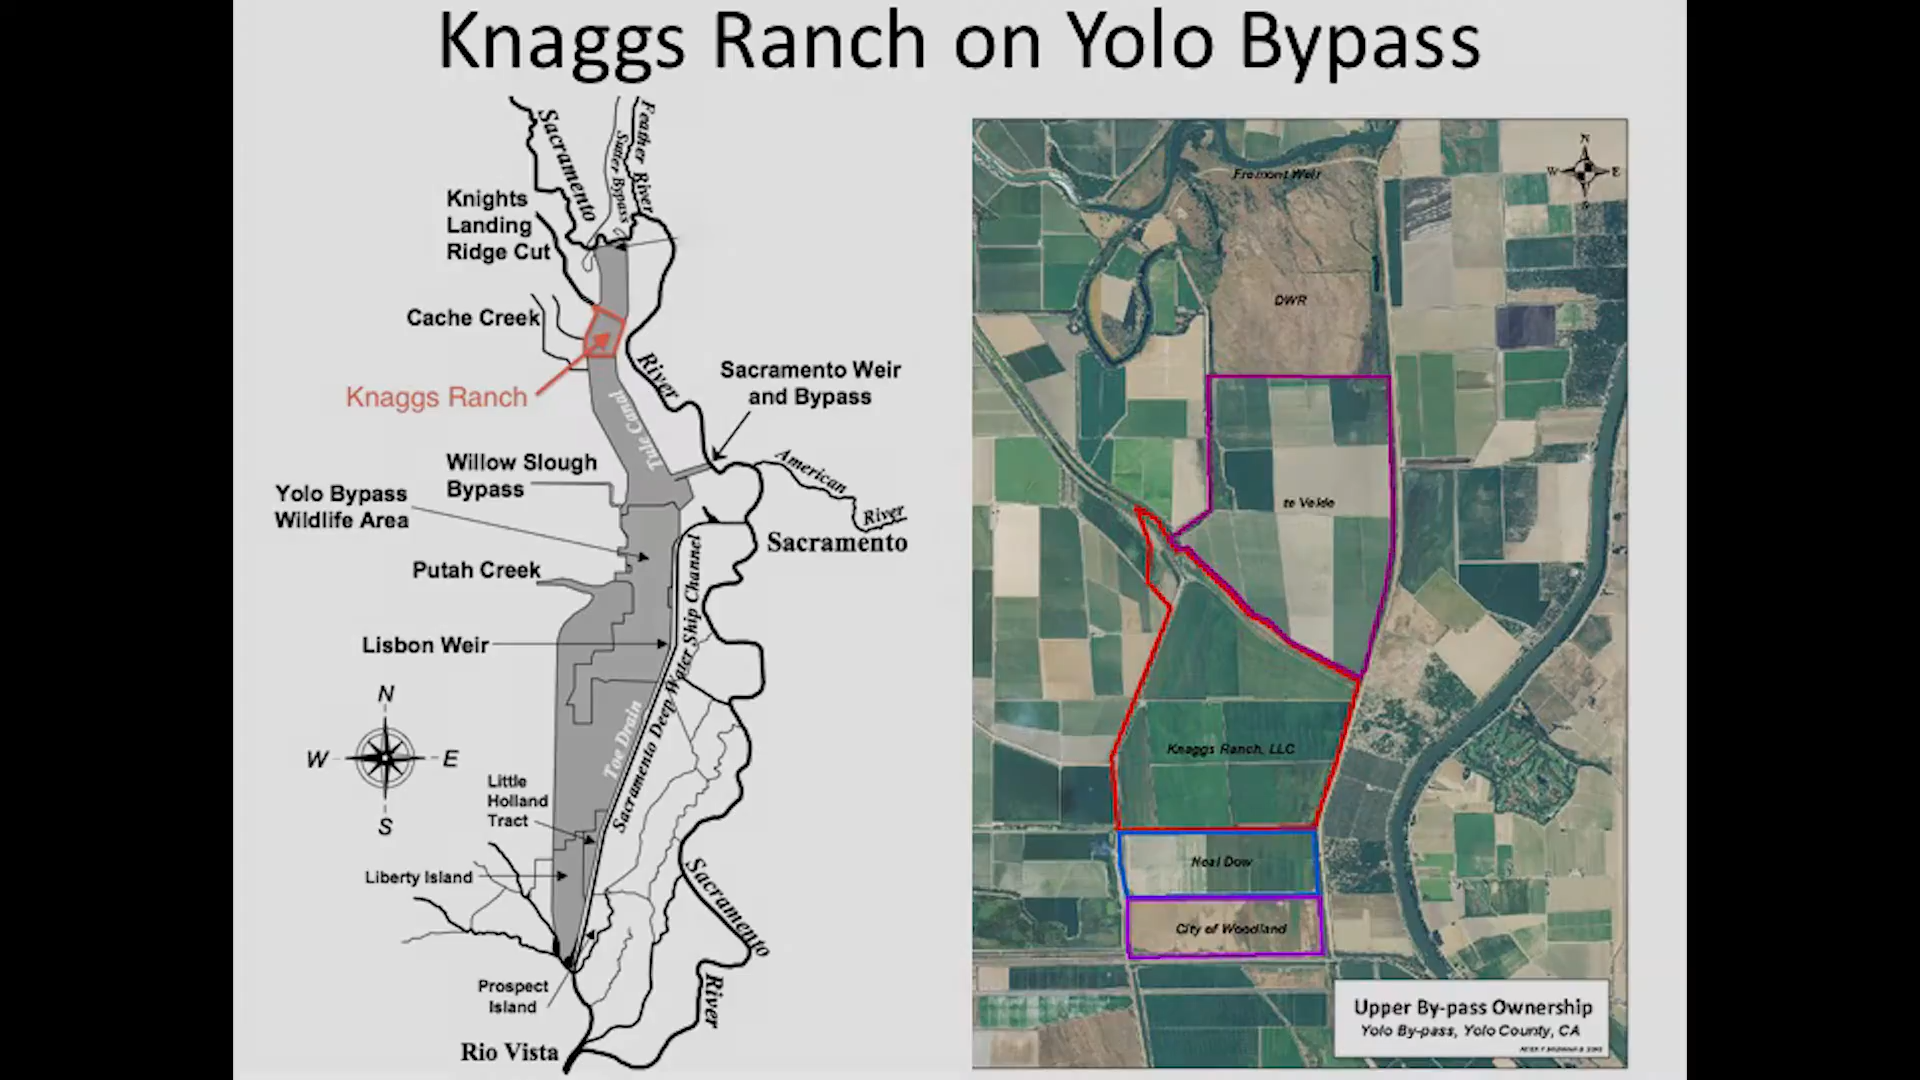 Knaggs Ranch on Yolo Bypass
Sacramento
Sutter Bypass
Feather River
Knights
Landing
Ridge Cut
Cache Creek
Knaggs Ranch
River
Sacramento Weir
and Bypass
Tule Canal
Willow Slough
Bypass
American
River
Yolo Bypass
Wildlife Area
Sacramento
Putah Creek
Lisbon Weir
Sacramento Deep Water Ship Channel
Toe Drain
N
W
E
S
Little
Holland
Tract
Liberty Island
Sacramento
River
Prospect
Island
Rio Vista
Fremont Weir
N
W
E
S
DWR
te Velde
Knaggs Ranch, LLC
Neal Dow
City of Woodland
Upper By-pass Ownership
Yolo By-pass, Yolo County, CA